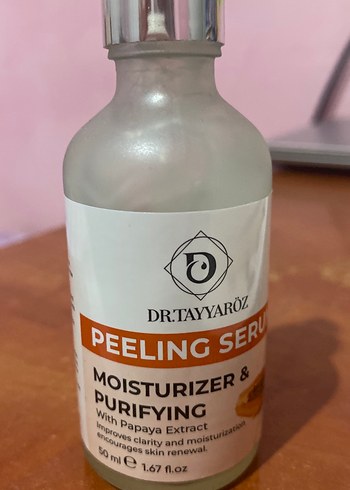 DR.TAYYARÖZ
PEELING SERU
MOISTURIZER &
PURIFYING
With Papaya Extract
Improves clarity and moisturization
encourages skin renewal.
50 ml ℮ 1.67 fl.oz